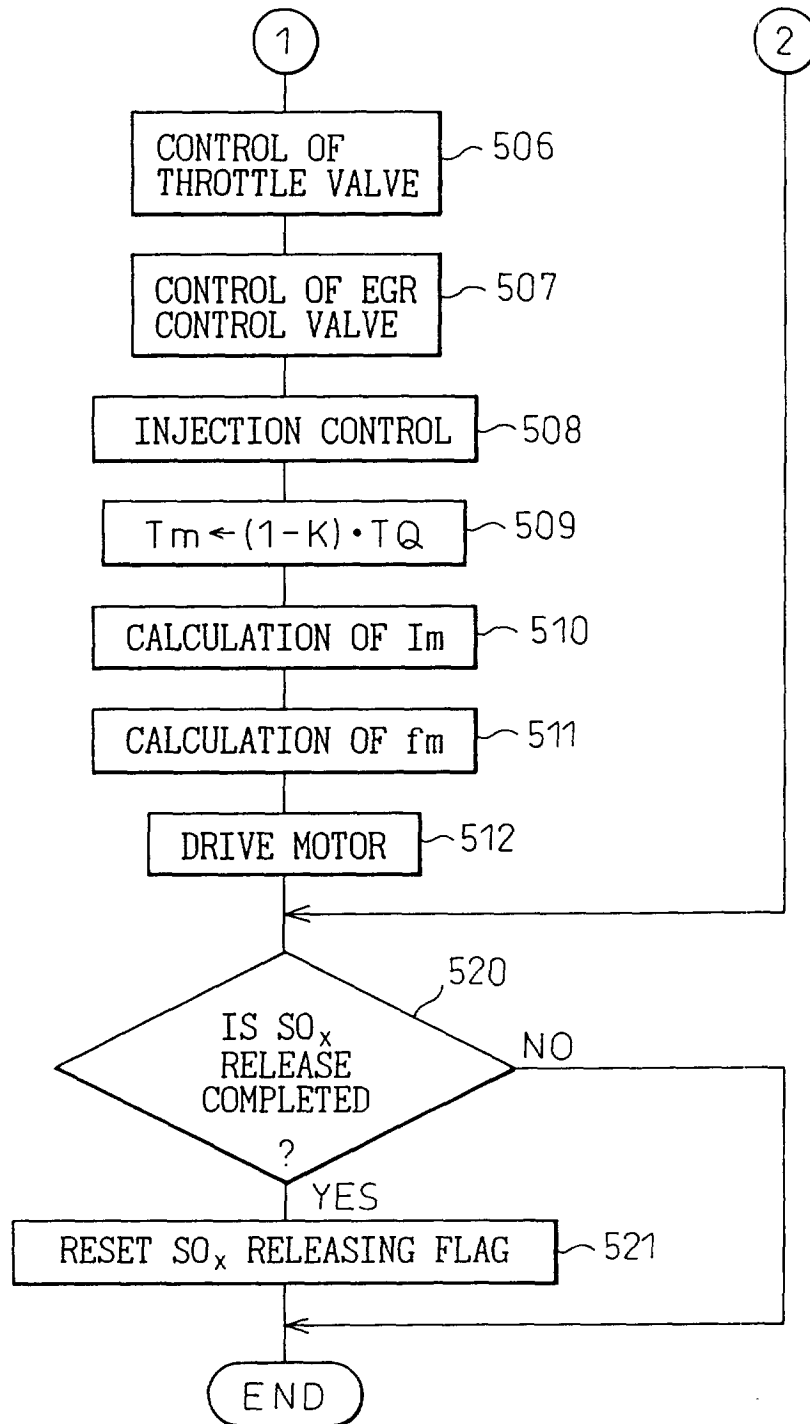 1
2
CONTROL OF
THROTTLE VALVE
506
CONTROL OF EGR
CONTROL VALVE
507
INJECTION CONTROL
508
Tm←(1-K)•TQ
509
CALCULATION OF Im
510
CALCULATION OF fm
511
DRIVE MOTOR
512
520
IS SOₓ
RELEASE
COMPLETED
?
NO
YES
RESET SOₓ RELEASING FLAG
521
END